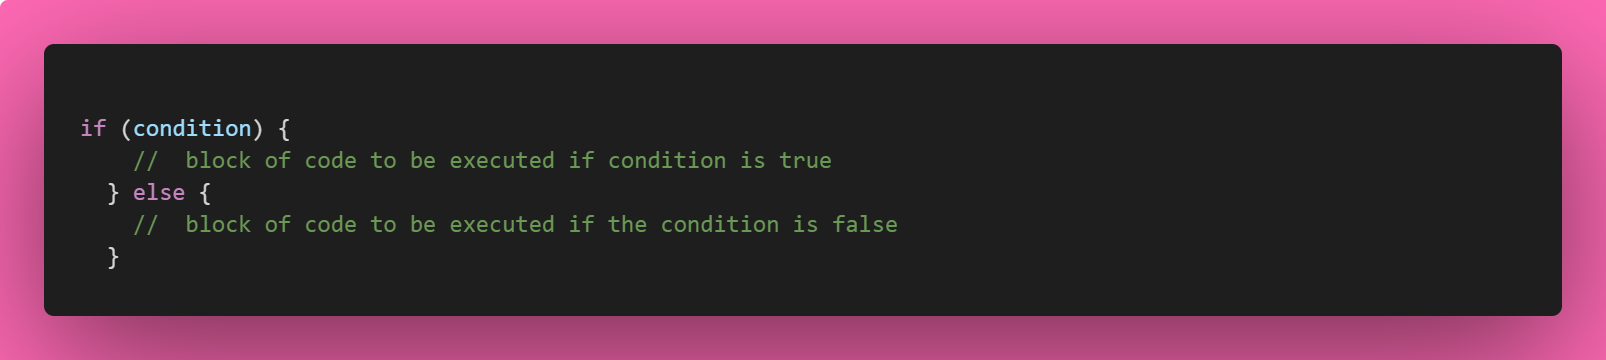 if (condition) {
    //  block of code to be executed if condition is true
  } else {
    //  block of code to be executed if the condition is false
  }